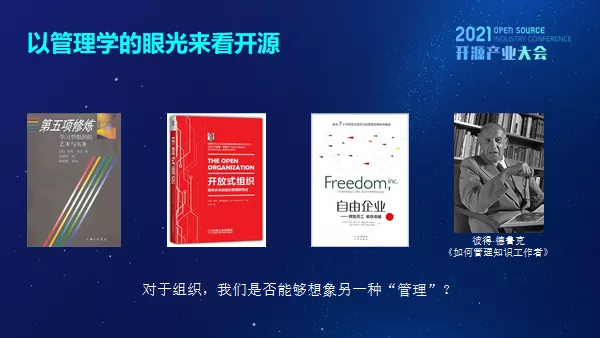 以管理学的眼光来看开源
2021 OPEN SOURCE
INDUSTRY CONFERENCE
开源产业大会
第五项修炼
学习型组织的
艺术与实务
THE OPEN
ORGANIZATION
开放式组织
Freedom, inc.
自由企业
彼得·德鲁克
《如何管理知识工作者》
对于组织，我们是否能够想象另一种“管理”？